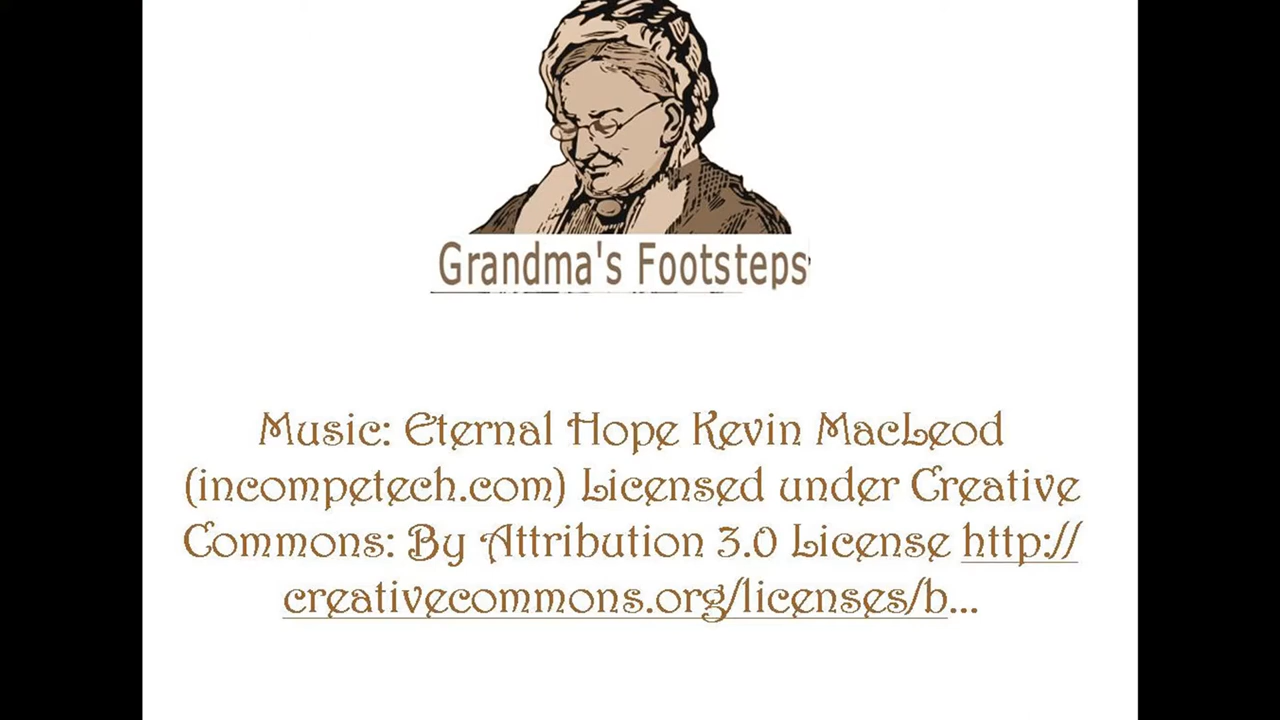 Grandma's Footsteps
Music: Eternal Hope Kevin MacLeod
(incompetech.com) Licensed under Creative
Commons: By Attribution 3.0 License http://
creativecommons.org/licenses/b...